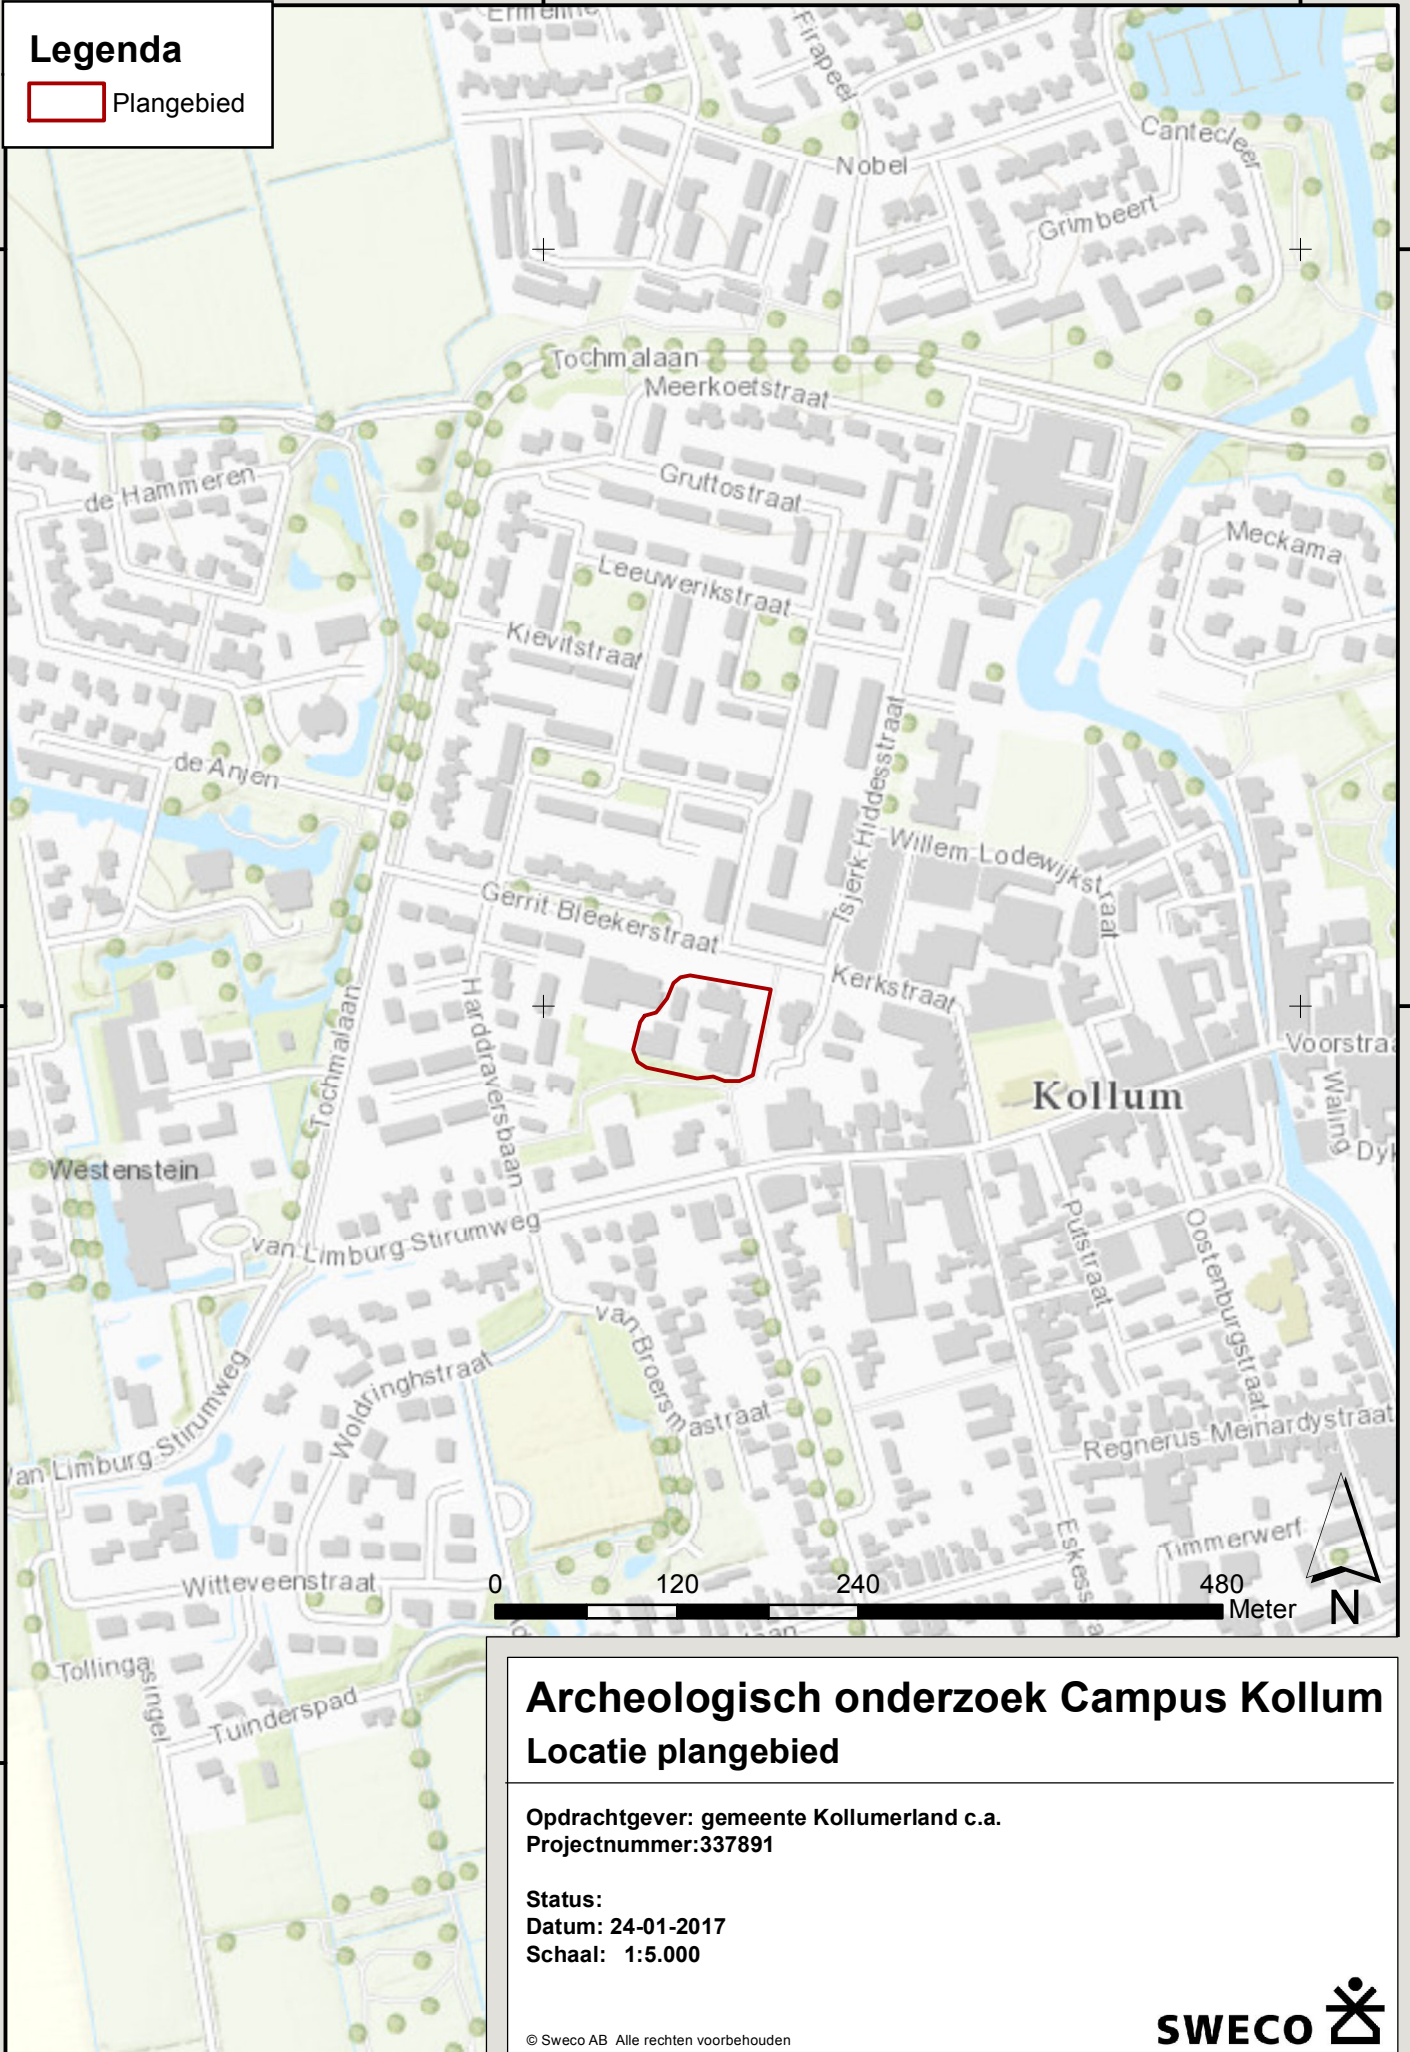 Legenda
Plangebied
Firapeel
Nobel
Cantecleer
Grimbeert
Tochmalaan
Meerkoetstraat
Gruttostraat
de Hammeren
Leeuwerikstraat
Meckama
Kievitstraat
de Anjen
Tsjerk Hiddesstraat
Willem Lodewijkstraat
Gerrit Bleekerstraat
Kerkstraat
Harddraversbaan
Tochmalaan
Voorstraa
Kollum
Waling
Dyk
Westenstein
van Limburg Stirumweg
Putstraat
Oostenburgstraat
van Broersmastraat
Woldringhstraat
van Limburg Stirumweg
Regnerus Meinardystraat
Timmerwerf
Witteveenstraat
0 120 240 480
Meter
N
Tollingasingel
Tuinderspad
Archeologisch onderzoek Campus Kollum
Locatie plangebied
Opdrachtgever: gemeente Kollumerland c.a.
Projectnummer:337891
Status:
Datum: 24-01-2017
Schaal: 1:5.000
© Sweco AB Alle rechten voorbehouden
SWECO